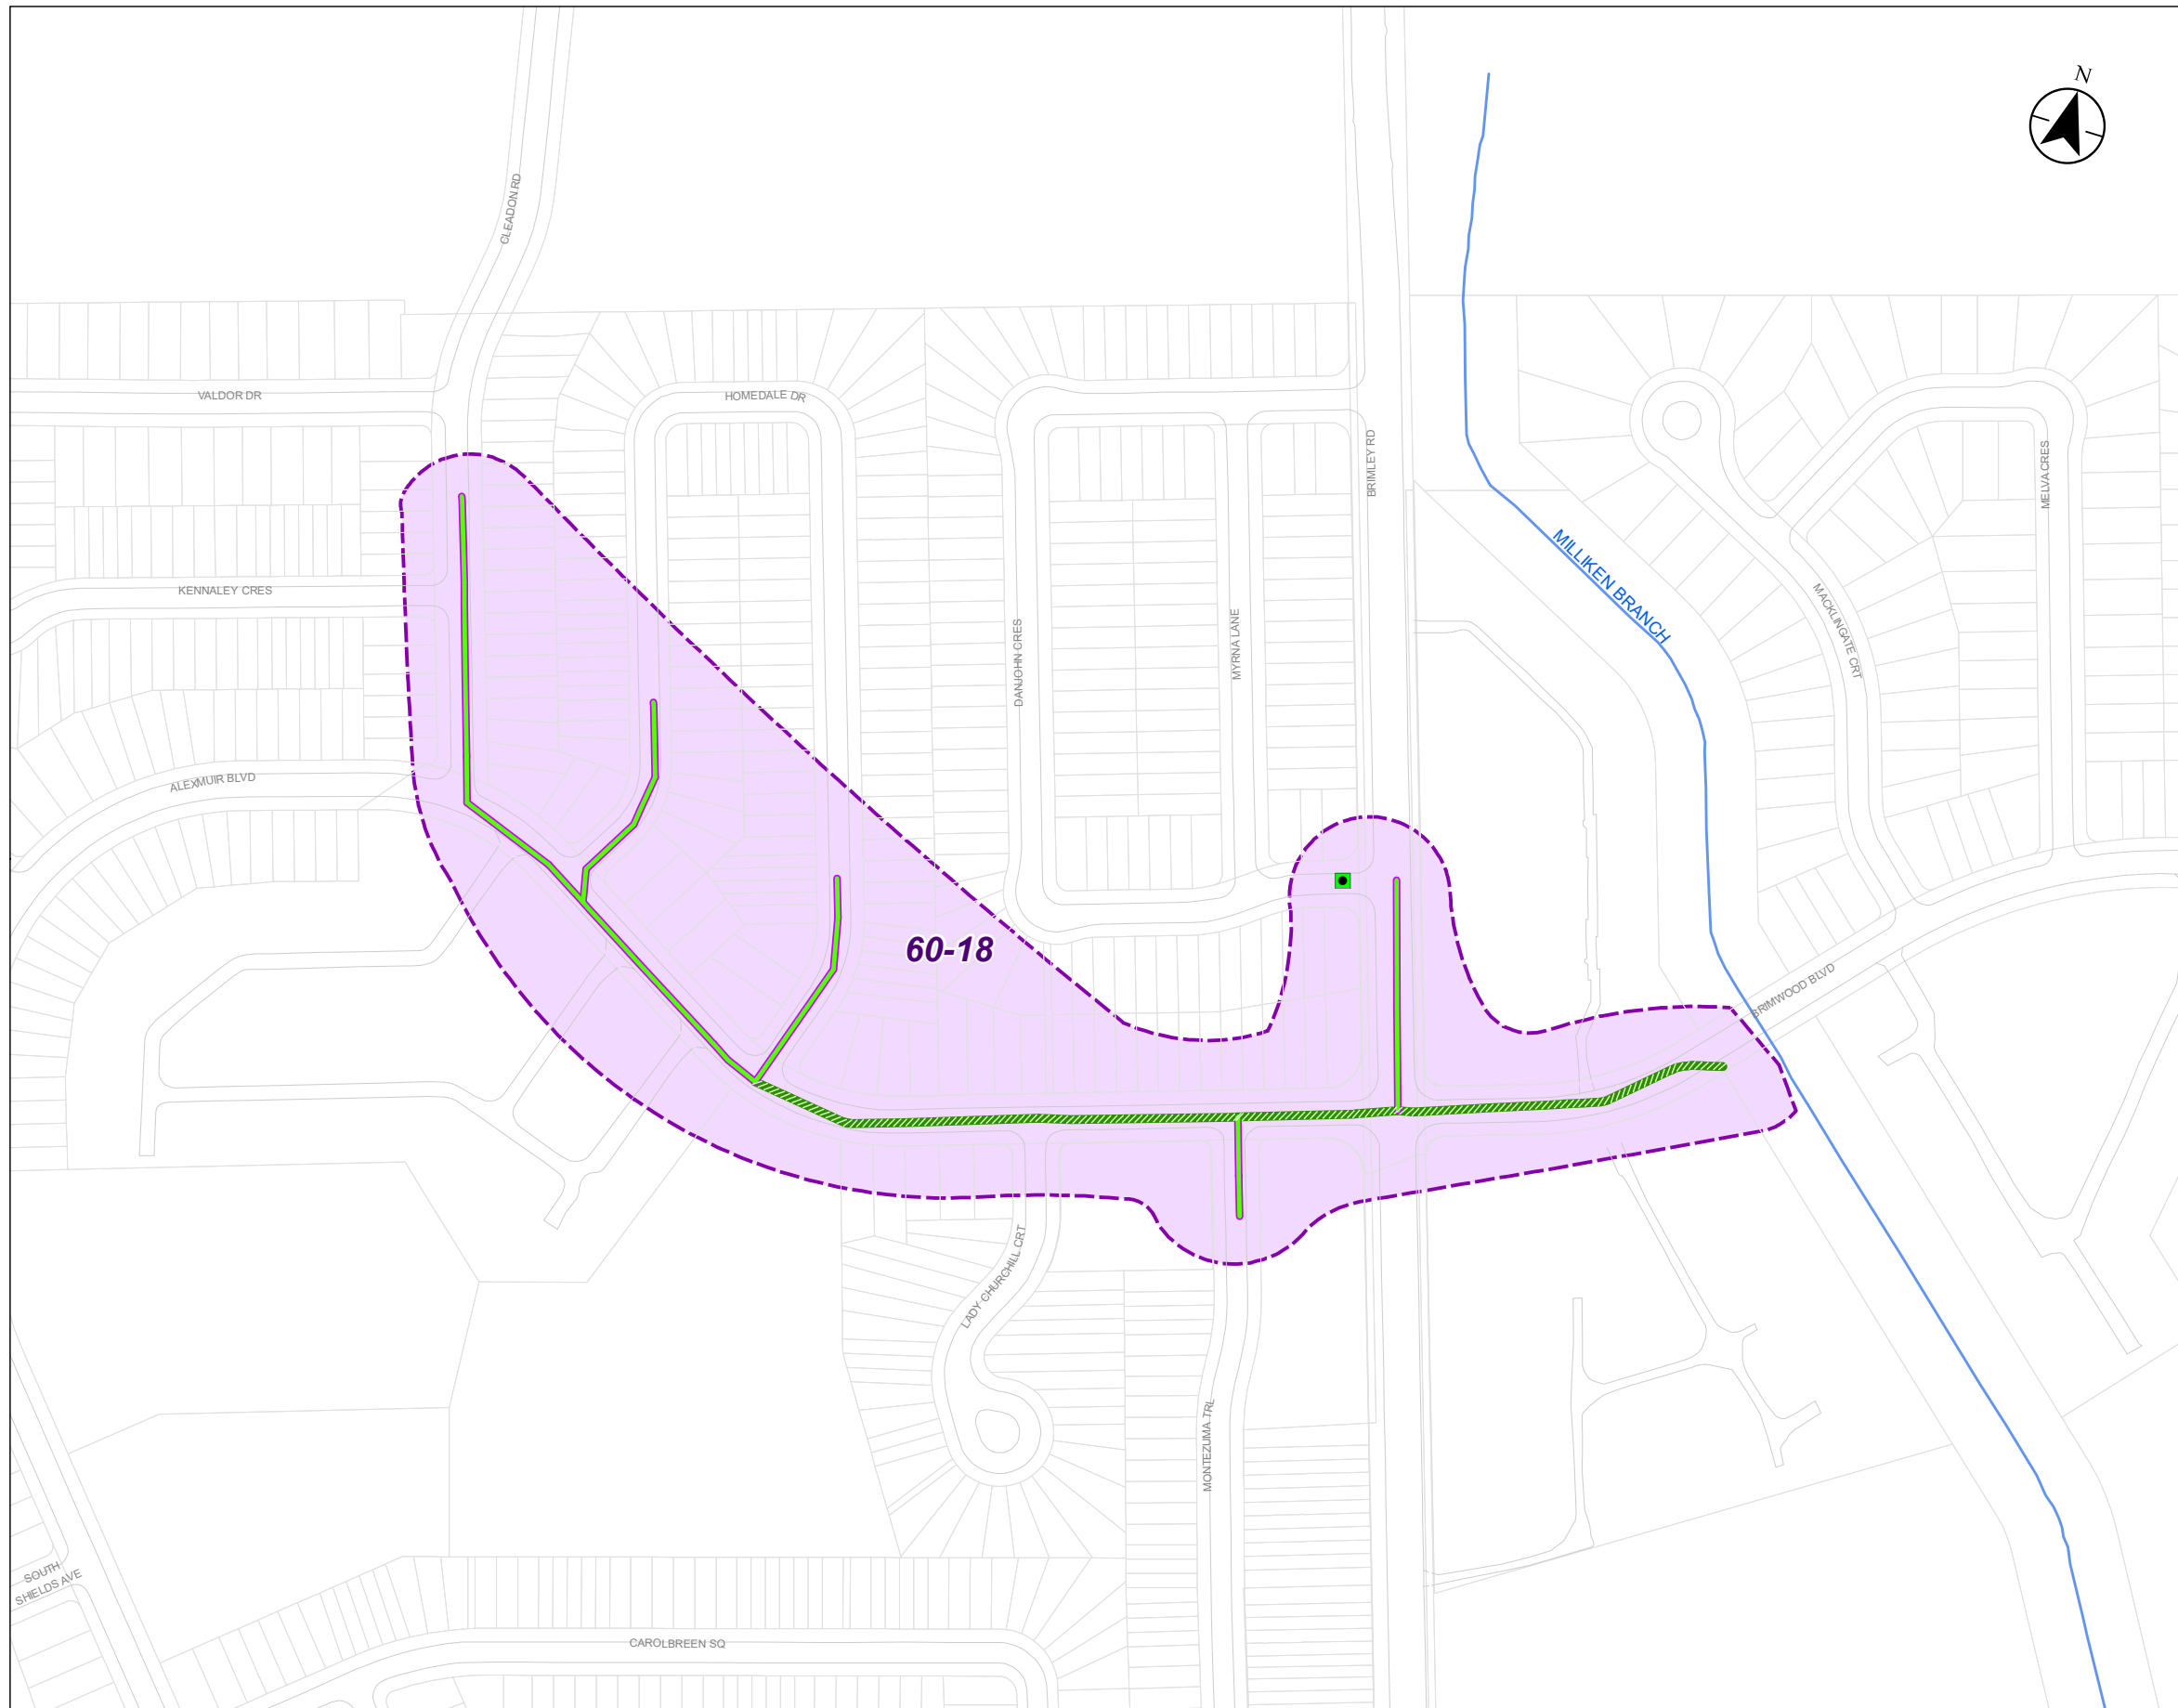 N
CLEADON RD
VALDOR DR
HOMEDALE DR
BRIMLEY RD
MELVA CRES
KENNALEY CRES
MILLIKEN BRANCH
MACKLINGATE CRT
DANJOHN CRES
MYRNA LANE
ALEXMUIR BLVD
60-18
BRIMWOOD BLVD
LADY CHURCHILL CRT
MONTEZUMA TRL
SOUTH
SHIELDS AVE
CAROLBREEN SQ